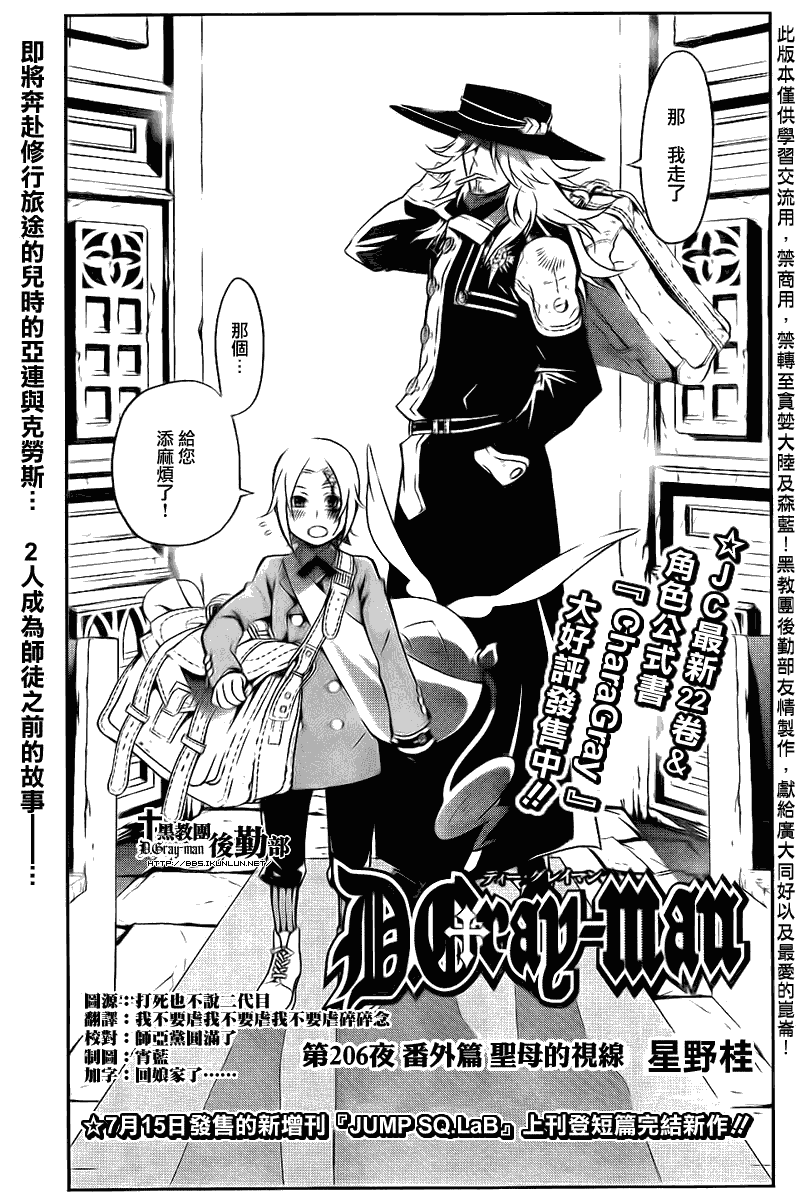 此版本僅供學習交流用，禁商用，禁轉至貪婪大陸及森藍！黑教團後勤部友情製作，獻給廣大同好以及最愛的崑崙！
那 我走了
那個…
給您
添麻煩了！
即將奔赴修行旅途的兒時的亞連與克勞斯… 2人成為師徒之前的故事——…
☆JC最新22卷&
角色公式書
『CharaGray』
大好評發售中!!
黑教團
D.Gray-man 後勤部
HTTP://BBS.IKUNLUN.NET
ディー・グレイマン
D.Gray-man
圖源：打死也不說二代目
翻譯：我不要虐我不要虐我不要虐碎碎念
校對：師亞黨圓滿了
制圖：宵藍
加字：回娘家了……
第206夜 番外篇 聖母的視線 星野桂
☆7月15日發售的新增刊『JUMP SQ.LaB』上刊登短篇完結新作!!